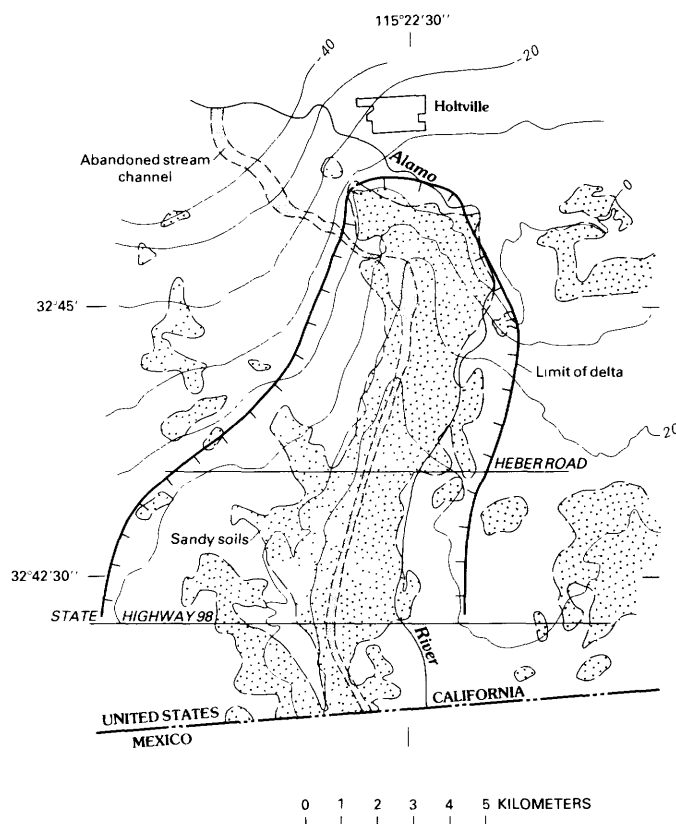 115°22'30''
-40
-20
Holtville
Abandoned stream
channel
Alamo
0
32°45'
Limit of delta
20
HEBER ROAD
Sandy soils
32°42'30''
STATE HIGHWAY 98
River
UNITED STATES
CALIFORNIA
MEXICO
0 1 2 3 4 5 KILOMETERS